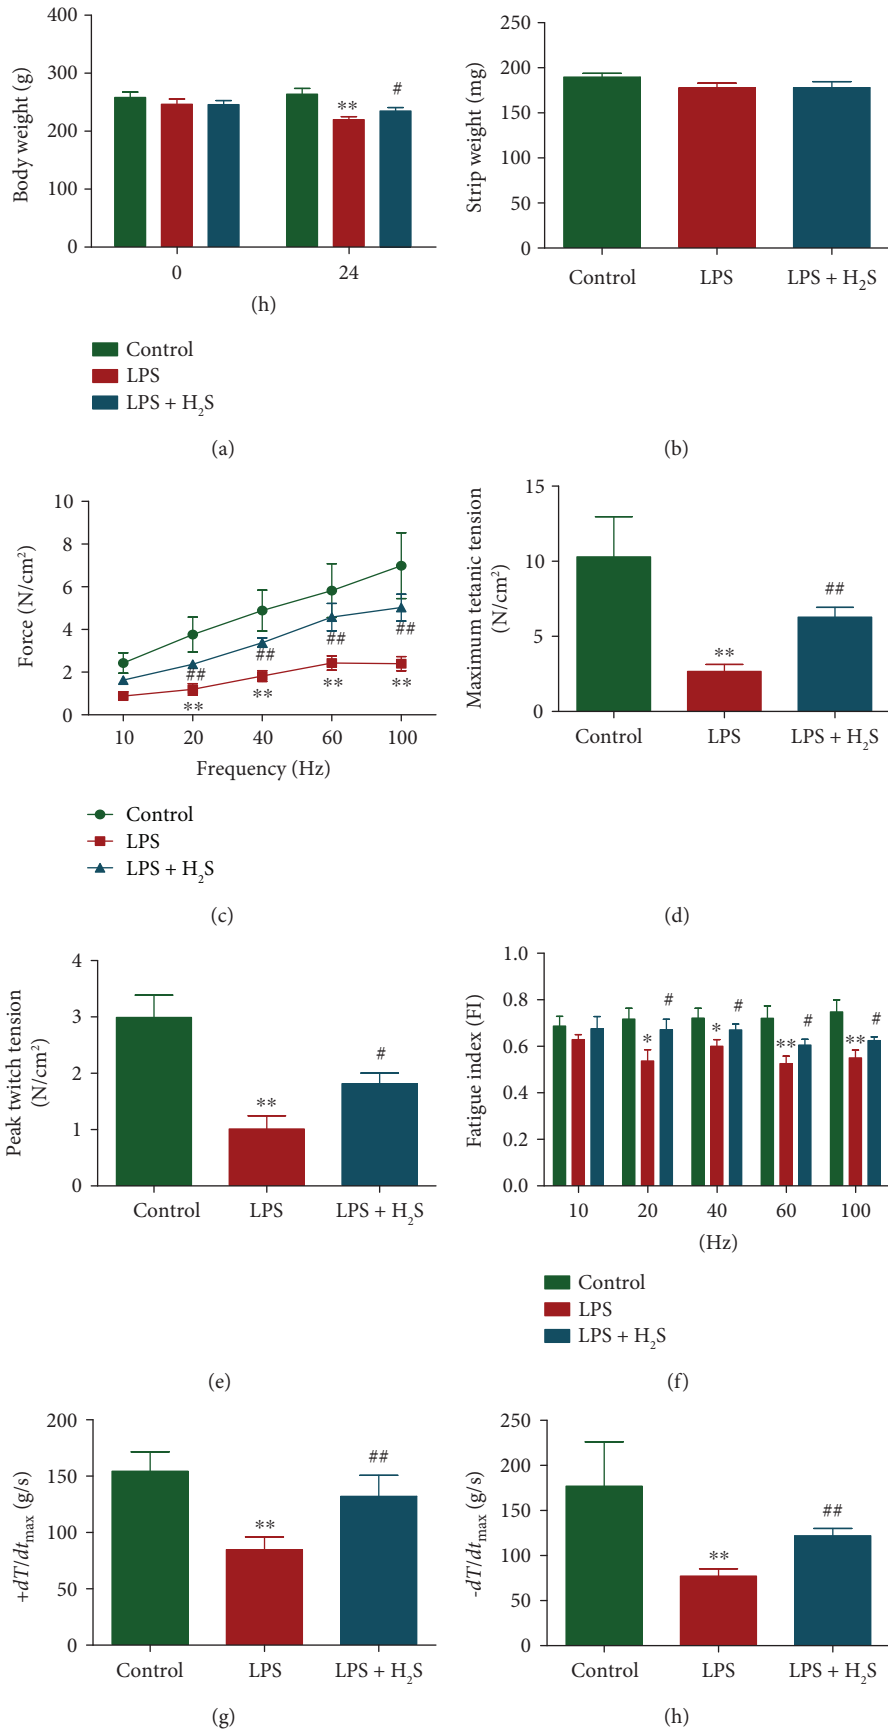 Body weight (g)
400
300
200
100
0
**
#
0
24
(h)
Control
LPS
LPS + H₂S
(a)
Strip weight (mg)
250
200
150
100
50
0
Control
LPS
LPS + H₂S
(b)
Force (N/cm²)
10
8
6
4
2
0
##
##
##
##
**
**
**
**
10
20
40
60
100
Frequency (Hz)
Control
LPS
LPS + H₂S
(c)
Maximum tetanic tension
(N/cm²)
15
10
5
0
**
##
Control
LPS
LPS + H₂S
(d)
Peak twitch tension
(N/cm²)
4
3
2
1
0
**
#
Control
LPS
LPS + H₂S
(e)
Fatigue index (FI)
1.0
0.8
0.6
0.4
0.2
0.0
*
#
*
#
**
#
**
#
10
20
40
60
100
(Hz)
Control
LPS
LPS + H₂S
(f)
+dT/dt max (g/s)
200
150
100
50
0
**
##
Control
LPS
LPS + H₂S
(g)
-dT/dt max (g/s)
250
200
150
100
50
0
**
##
Control
LPS
LPS + H₂S
(h)